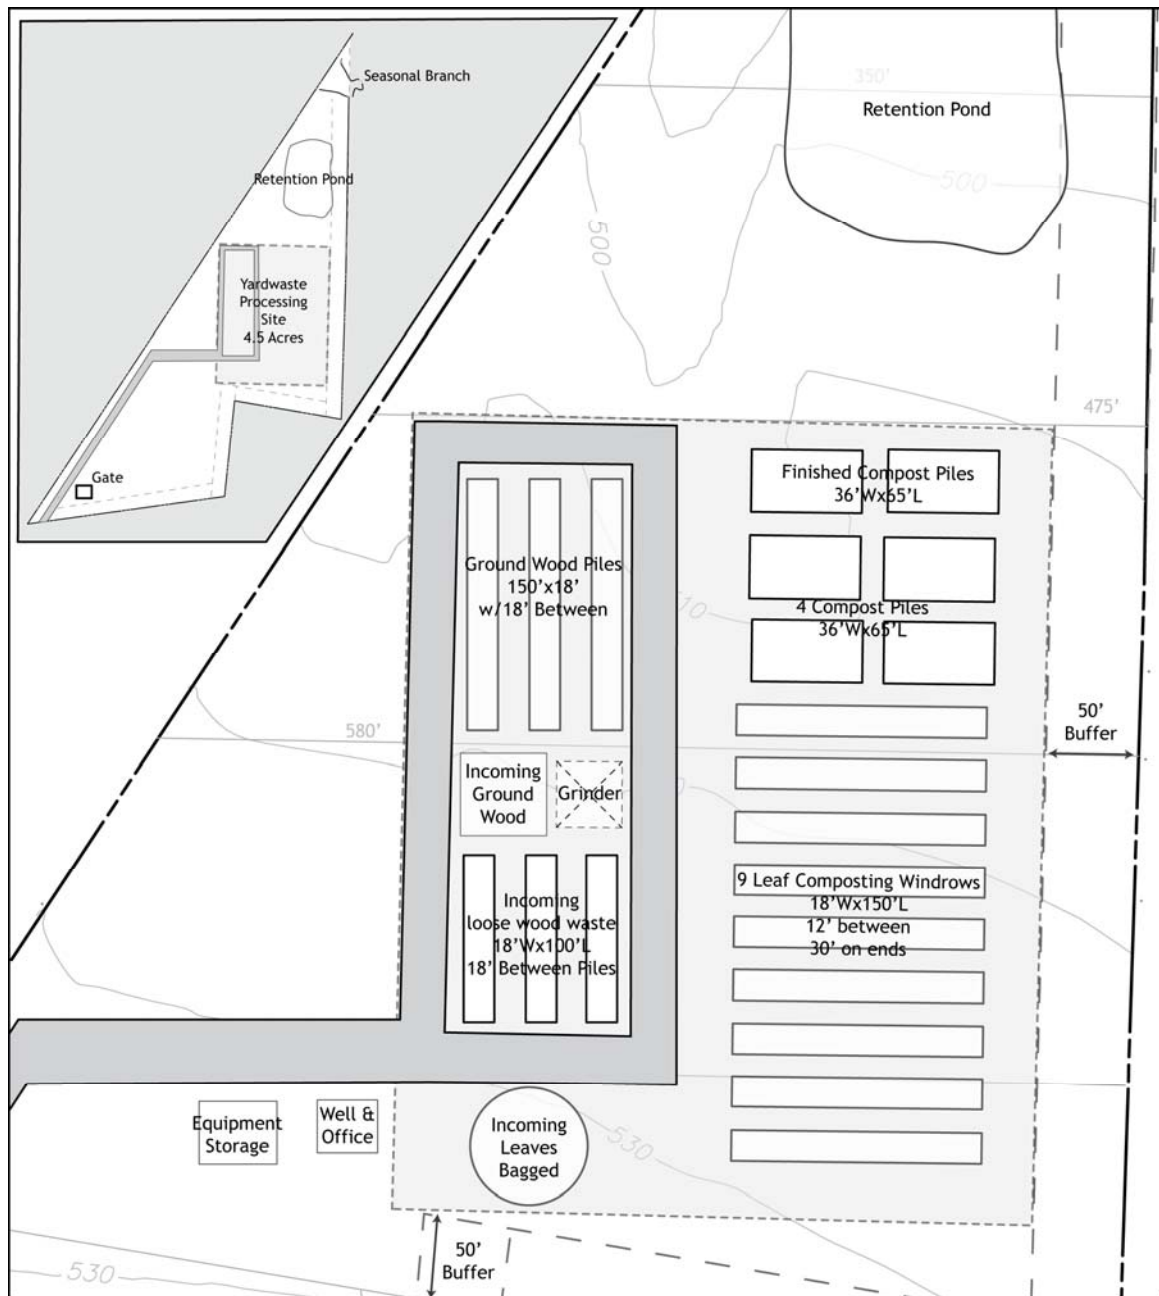 Seasonal Branch
Retention Pond
Yardwaste
Processing
Site
4.5 Acres
Gate
350'
Retention Pond
500
500
475'
Finished Compost Piles
36'Wx65'L
Ground Wood Piles
150'x18'
w/18' Between
4 Compost Piles
36'Wx65'L
50'
Buffer
580'
Incoming
Ground
Wood
Grinder
9 Leaf Composting Windrows
18'Wx150'L
12' between
30' on ends
Incoming
loose wood waste
18'Wx100'L
18' Between Piles
Equipment
Storage
Well &
Office
Incoming
Leaves
Bagged
530
50'
Buffer
530